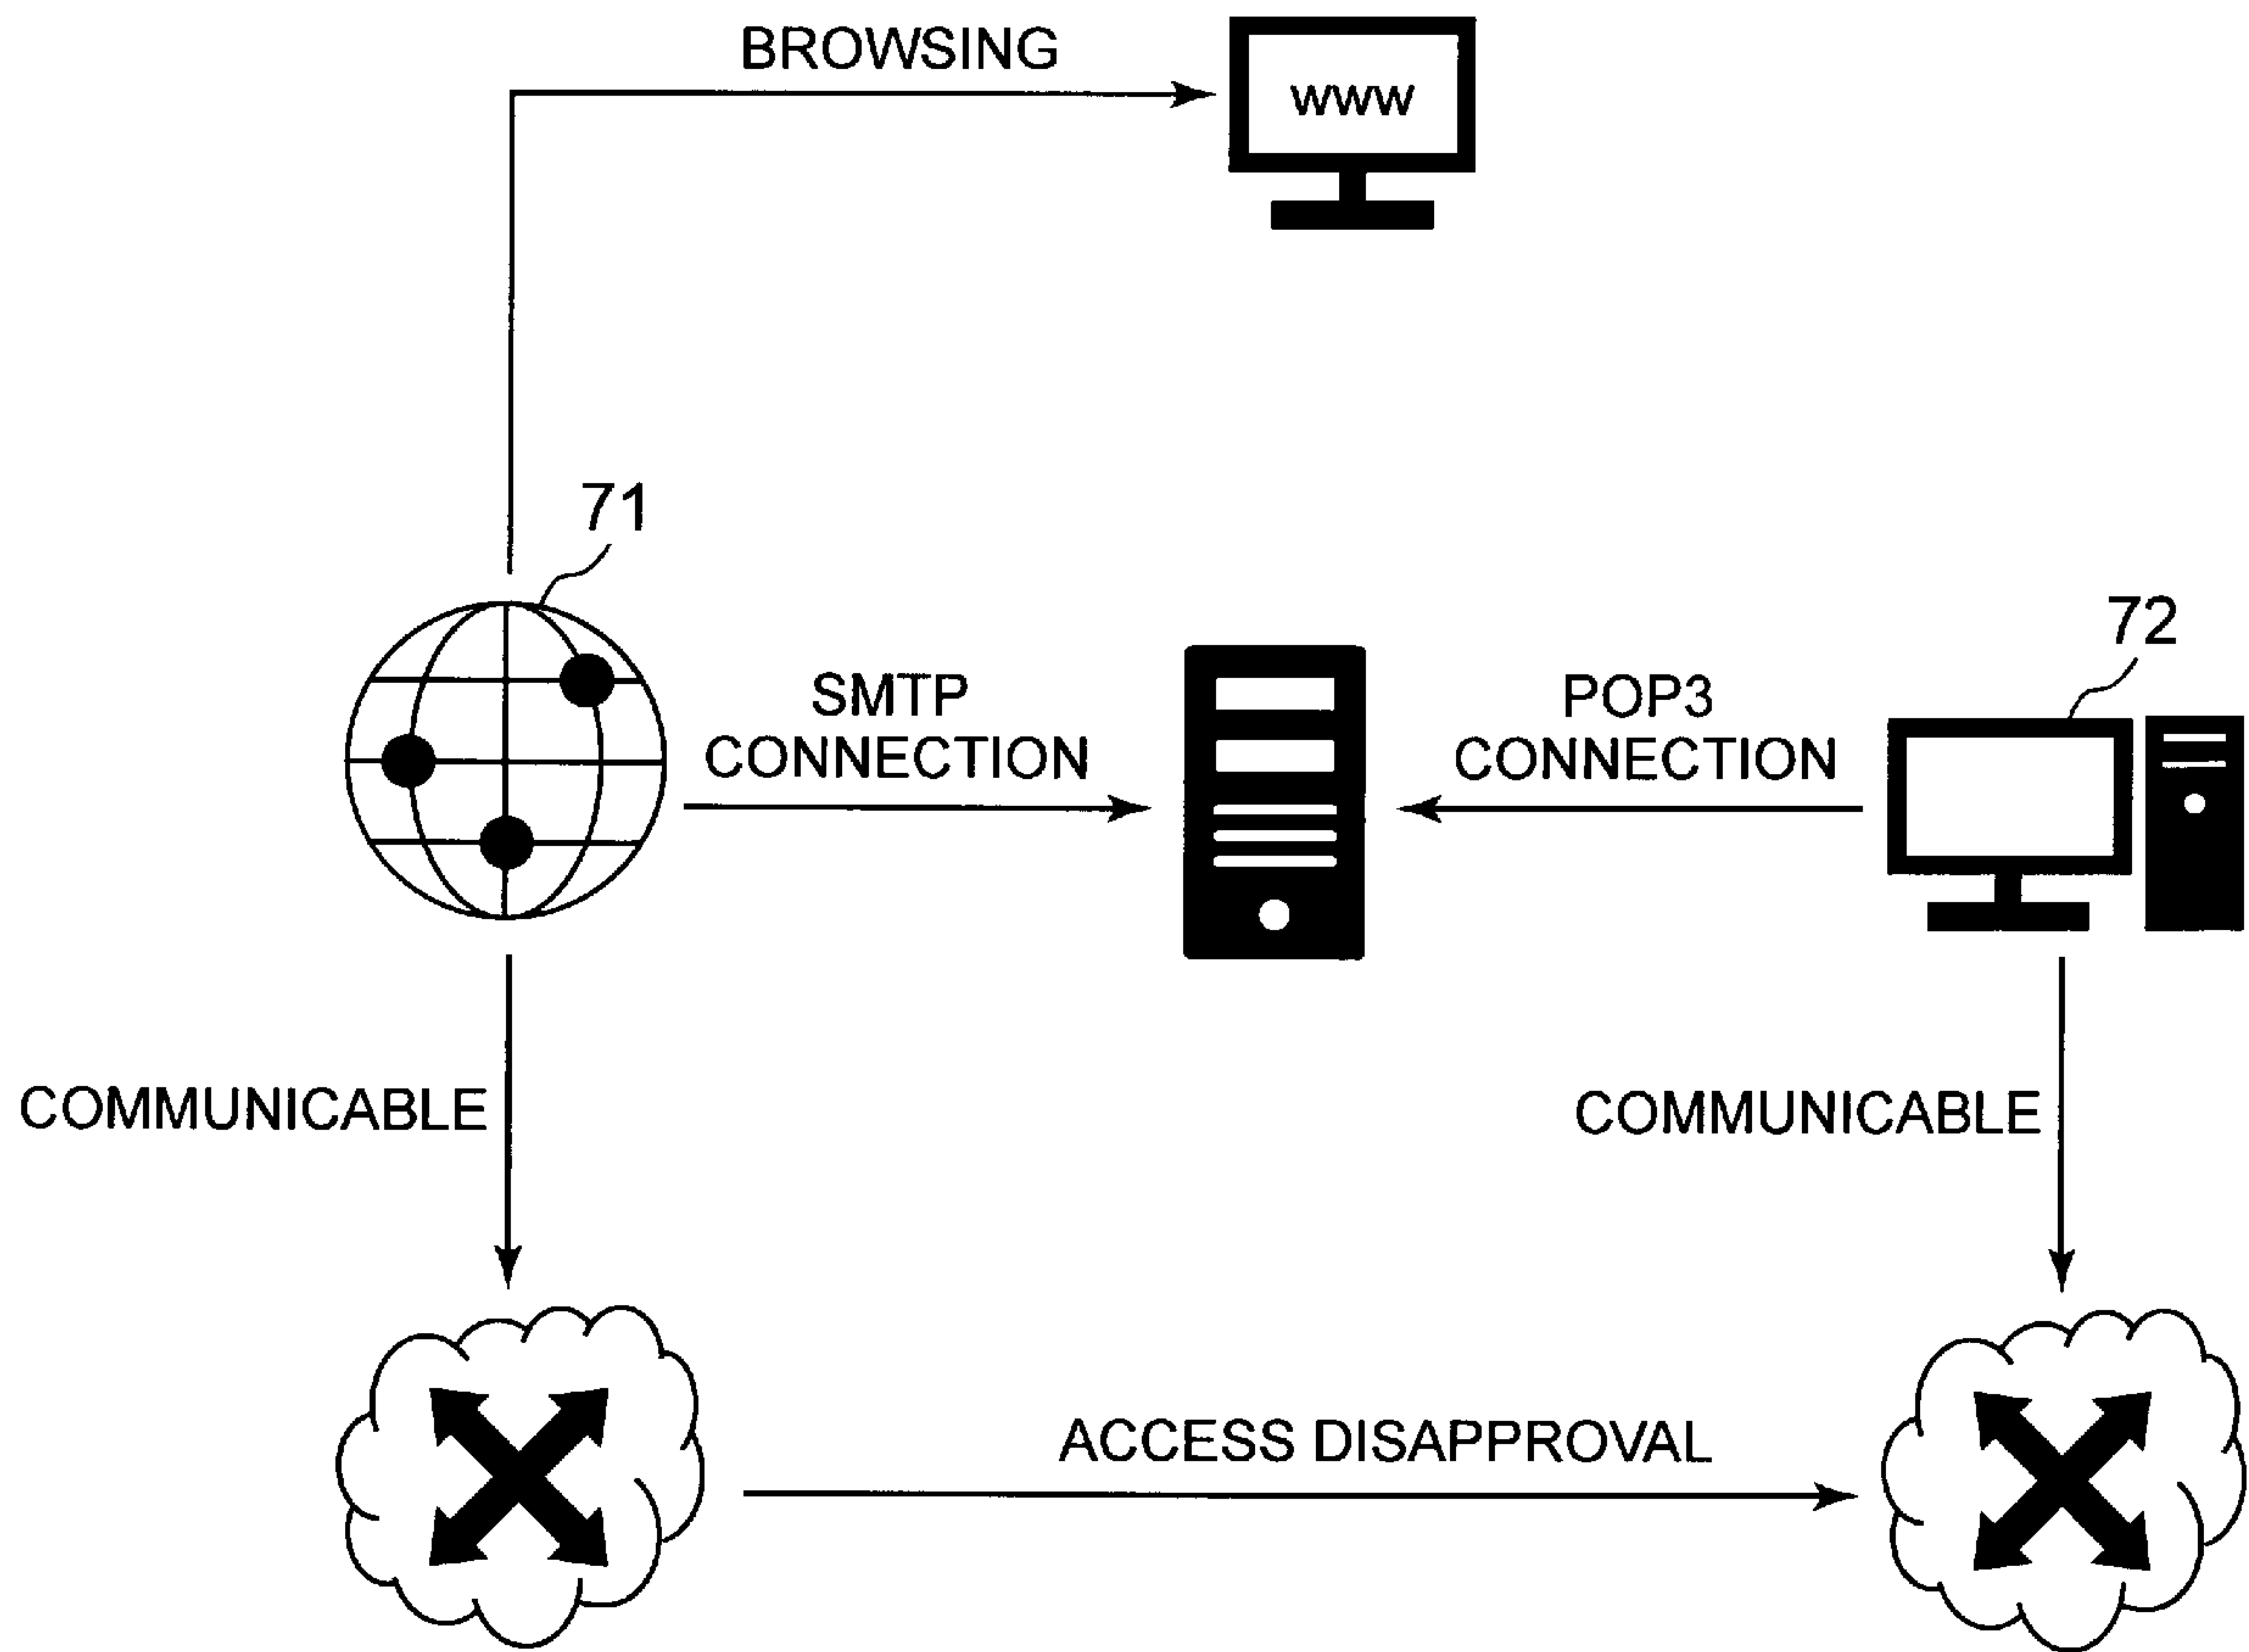 BROWSING
www
71
72
SMTP
CONNECTION
POP3
CONNECTION
COMMUNICABLE
COMMUNICABLE
ACCESS DISAPPROVAL